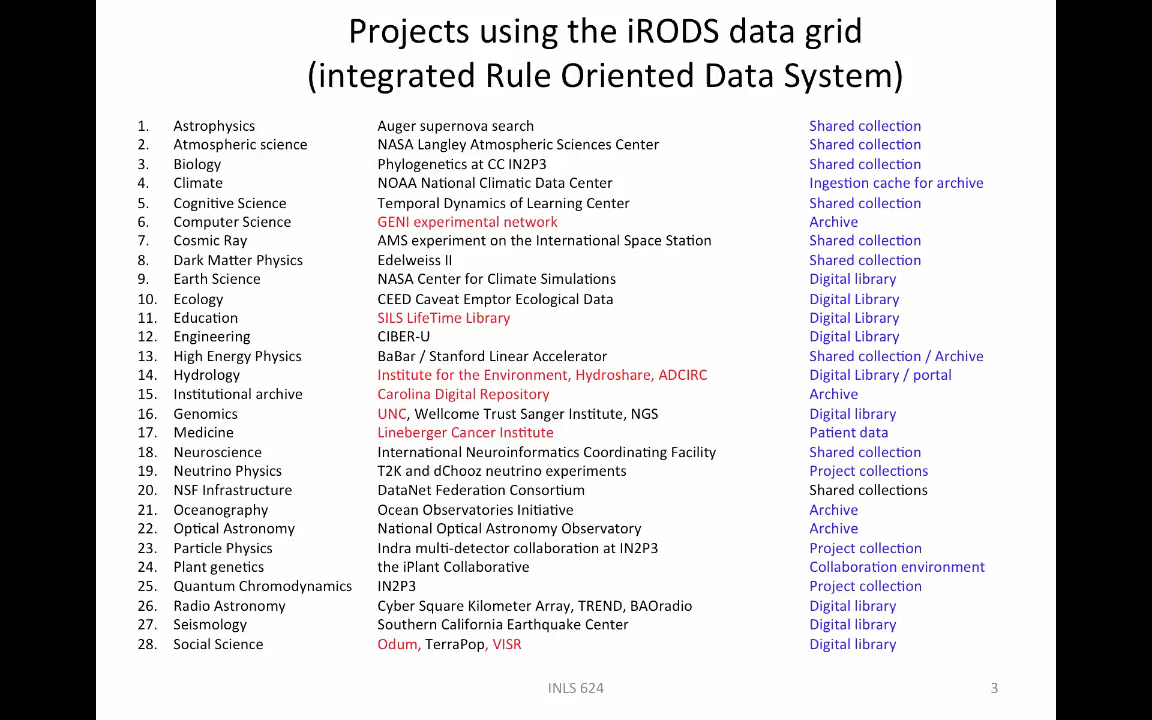 Projects using the iRODS data grid
(integrated Rule Oriented Data System)
1. Astrophysics Auger supernova search Shared collection
2. Atmospheric science NASA Langley Atmospheric Sciences Center Shared collection
3. Biology Phylogenetics at CC IN2P3 Shared collection
4. Climate NOAA National Climatic Data Center Ingestion cache for archive
5. Cognitive Science Temporal Dynamics of Learning Center Shared collection
6. Computer Science GENI experimental network Archive
7. Cosmic Ray AMS experiment on the International Space Station Shared collection
8. Dark Matter Physics Edelweiss II Shared collection
9. Earth Science NASA Center for Climate Simulations Digital library
10. Ecology CEED Caveat Emptor Ecological Data Digital Library
11. Education SILS LifeTime Library Digital Library
12. Engineering CIBER-U Digital Library
13. High Energy Physics BaBar / Stanford Linear Accelerator Shared collection / Archive
14. Hydrology Institute for the Environment, Hydroshare, ADCIRC Digital Library / portal
15. Institutional archive Carolina Digital Repository Archive
16. Genomics UNC, Wellcome Trust Sanger Institute, NGS Digital library
17. Medicine Lineberger Cancer Institute Patient data
18. Neuroscience International Neuroinformatics Coordinating Facility Shared collection
19. Neutrino Physics T2K and dChooz neutrino experiments Project collections
20. NSF Infrastructure DataNet Federation Consortium Shared collections
21. Oceanography Ocean Observatories Initiative Archive
22. Optical Astronomy National Optical Astronomy Observatory Archive
23. Particle Physics Indra multi-detector collaboration at IN2P3 Project collection
24. Plant genetics the iPlant Collaborative Collaboration environment
25. Quantum Chromodynamics IN2P3 Project collection
26. Radio Astronomy Cyber Square Kilometer Array, TREND, BAOradio Digital library
27. Seismology Southern California Earthquake Center Digital library
28. Social Science Odum, TerraPop, VISR Digital library
INLS 624 3